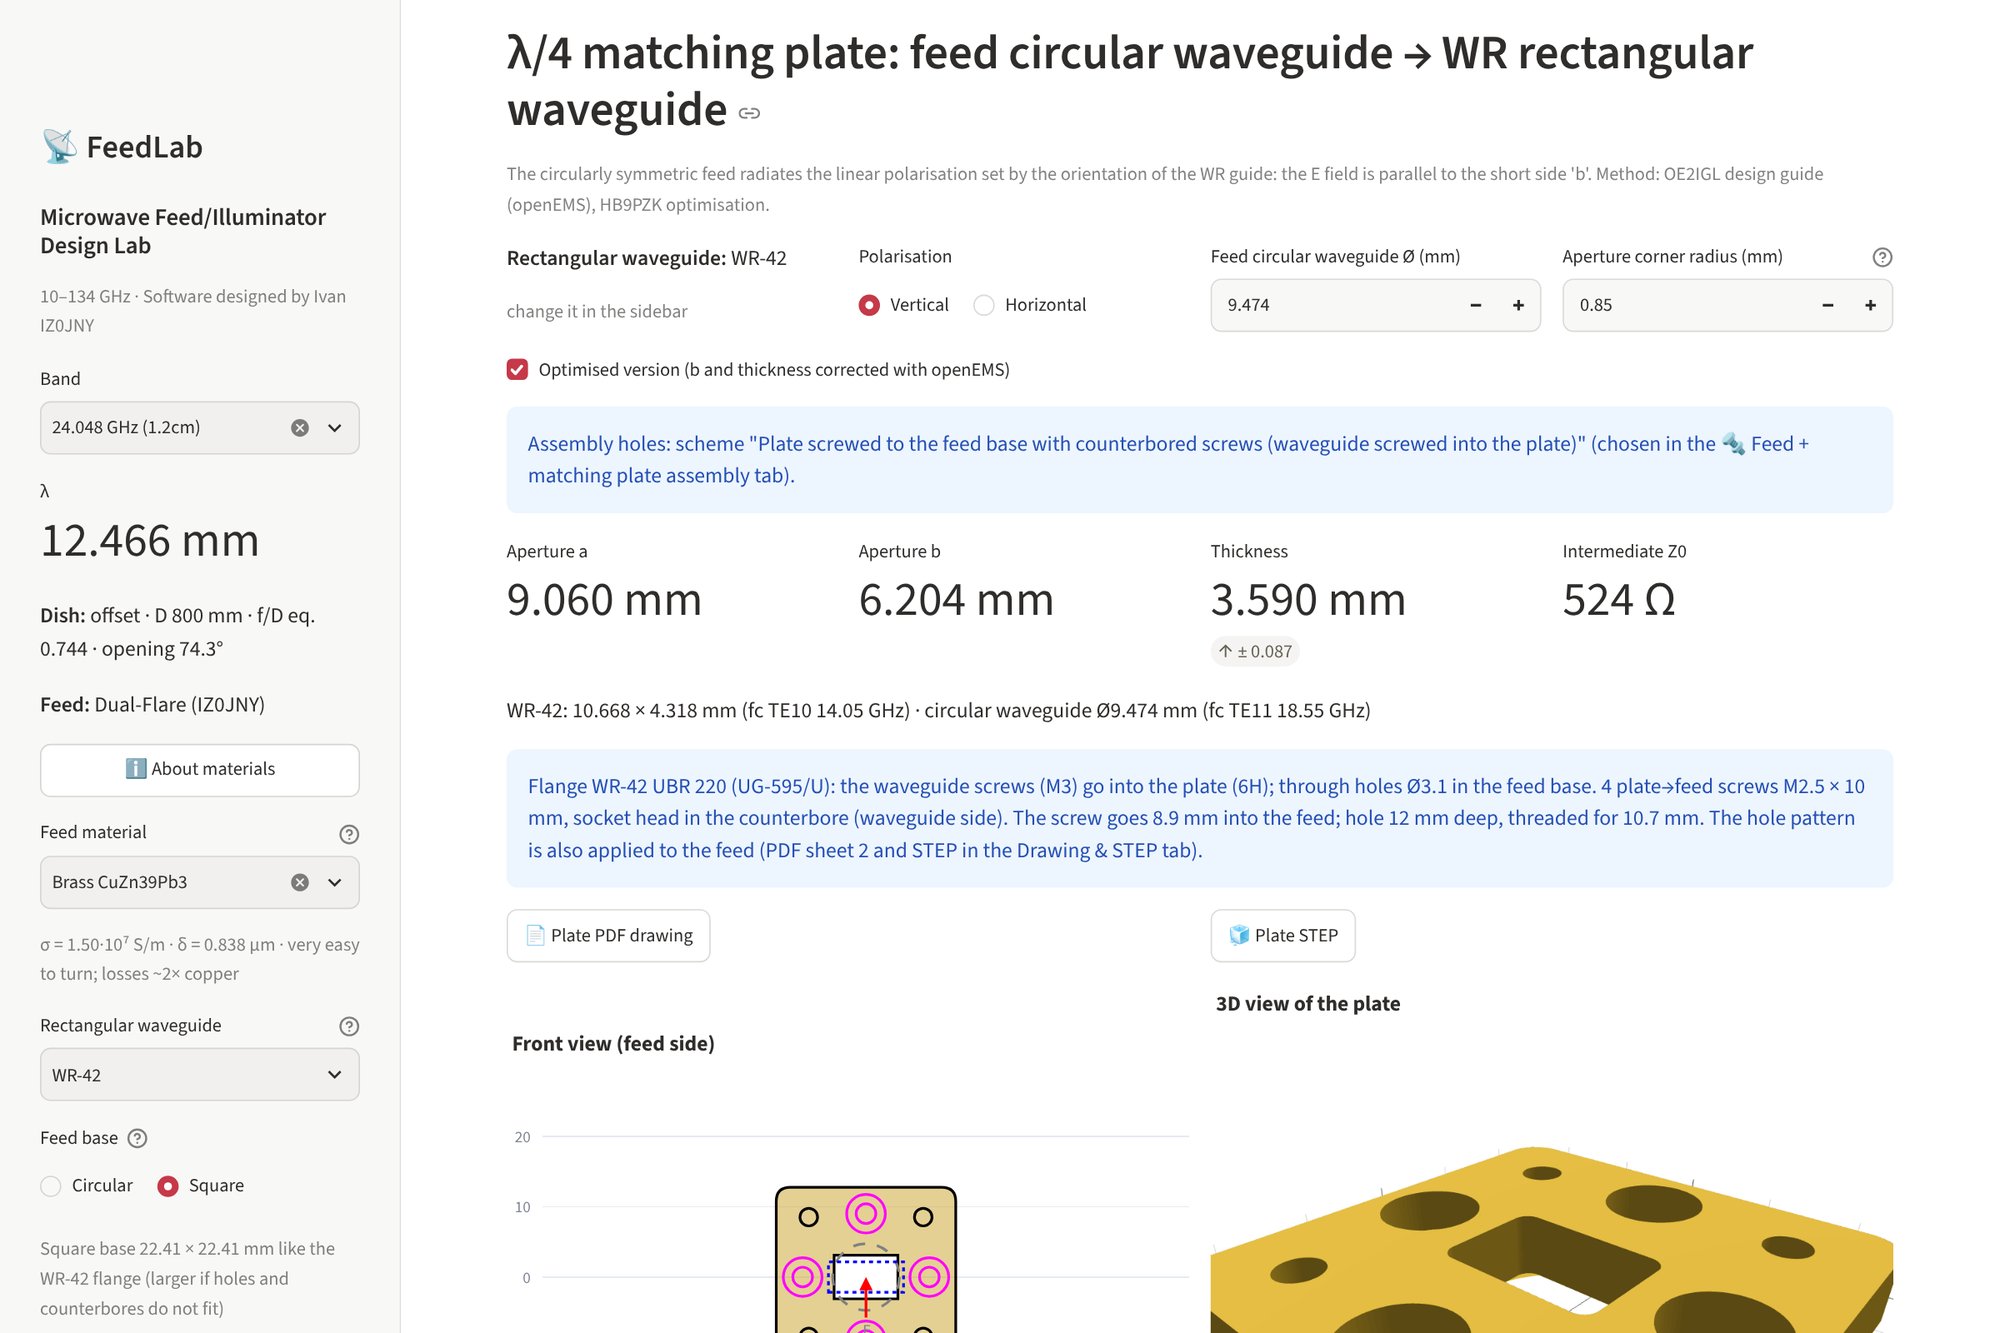 FeedLab
Microwave Feed/Illuminator
Design Lab
10–134 GHz · Software designed by Ivan
IZ0JNY
Band
24.048 GHz (1.2cm)
λ
12.466 mm
Dish: offset · D 800 mm · f/D eq.
0.744 · opening 74.3°
Feed: Dual-Flare (IZ0JNY)
About materials
Feed material
Brass CuZn39Pb3
σ = 1.50·10⁷ S/m · δ = 0.838 µm · very easy
to turn; losses ~2× copper
Rectangular waveguide
WR-42
Feed base
Circular
Square
Square base 22.41 × 22.41 mm like the
WR-42 flange (larger if holes and
counterbores do not fit)
λ/4 matching plate: feed circular waveguide → WR rectangular
waveguide
The circularly symmetric feed radiates the linear polarisation set by the orientation of the WR guide: the E field is parallel to the short side 'b'. Method: OE2IGL design guide
(openEMS), HB9PZK optimisation.
Rectangular waveguide: WR-42
change it in the sidebar
Polarisation
Vertical
Horizontal
Feed circular waveguide Ø (mm)
9.474
Aperture corner radius (mm)
0.85
Optimised version (b and thickness corrected with openEMS)
Assembly holes: scheme "Plate screwed to the feed base with counterbored screws (waveguide screwed into the plate)" (chosen in the 🔩 Feed +
matching plate assembly tab).
Aperture a
9.060 mm
Aperture b
6.204 mm
Thickness
3.590 mm
↑ ± 0.087
Intermediate Z0
524 Ω
WR-42: 10.668 × 4.318 mm (fc TE10 14.05 GHz) · circular waveguide Ø9.474 mm (fc TE11 18.55 GHz)
Flange WR-42 UBR 220 (UG-595/U): the waveguide screws (M3) go into the plate (6H); through holes Ø3.1 in the feed base. 4 plate→feed screws M2.5 × 10
mm, socket head in the counterbore (waveguide side). The screw goes 8.9 mm into the feed; hole 12 mm deep, threaded for 10.7 mm. The hole pattern
is also applied to the feed (PDF sheet 2 and STEP in the Drawing & STEP tab).
Plate PDF drawing
Plate STEP
Front view (feed side)
20
10
0
3D view of the plate